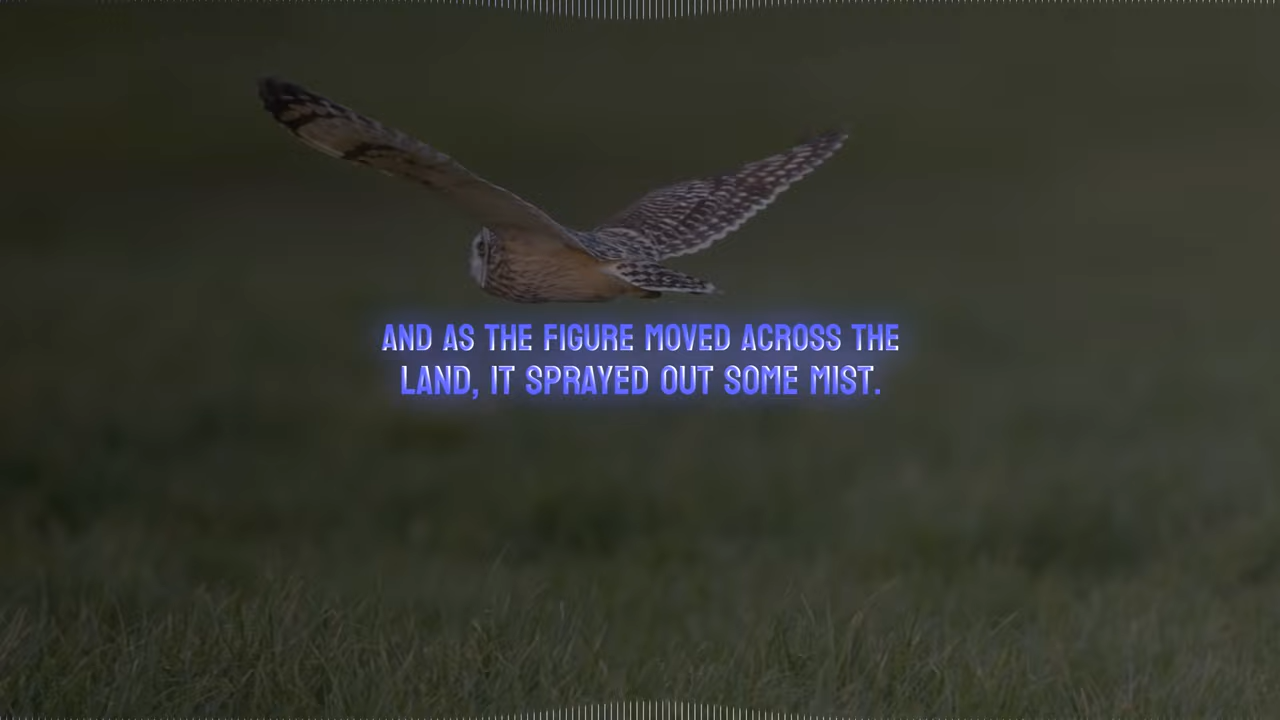 AND AS THE FIGURE MOVED ACROSS THE
LAND, IT SPRAYED OUT SOME MIST.